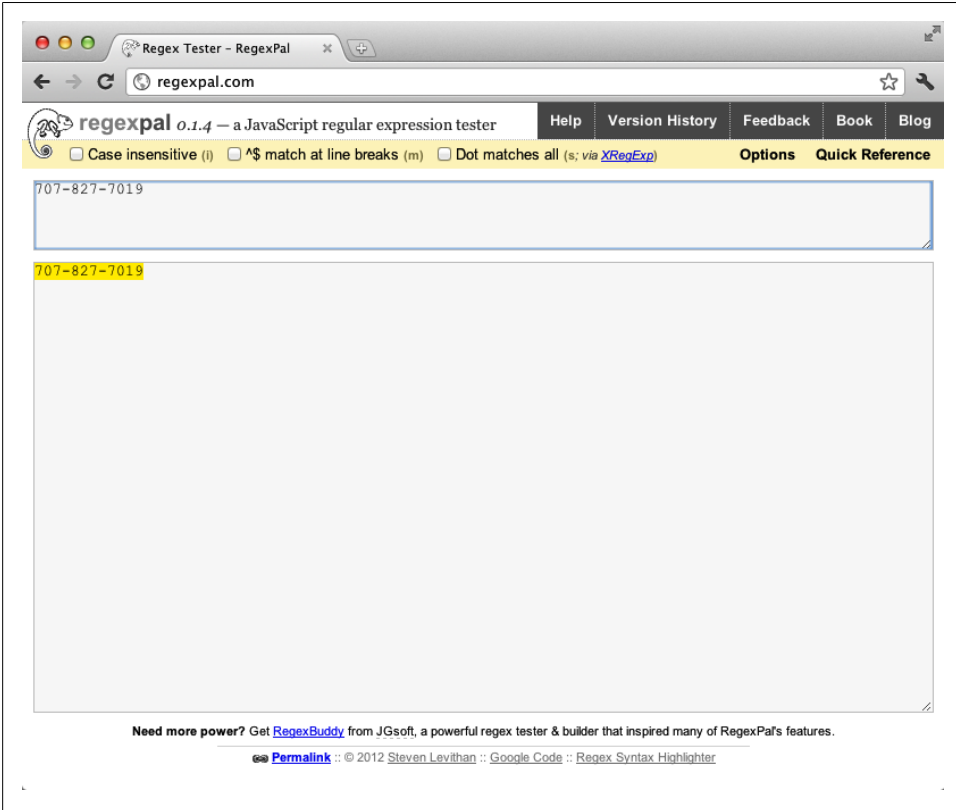 Regex Tester – RegexPal
regexpal.com
regexpal 0.1.4 — a JavaScript regular expression tester
Help Version History Feedback Book Blog
Case insensitive (i) ^$ match at line breaks (m) Dot matches all (s; via XRegExp) Options Quick Reference
707-827-7019
707-827-7019
Need more power? Get RegexBuddy from JGsoft, a powerful regex tester & builder that inspired many of RegexPal's features.
Permalink :: © 2012 Steven Levithan :: Google Code :: Regex Syntax Highlighter